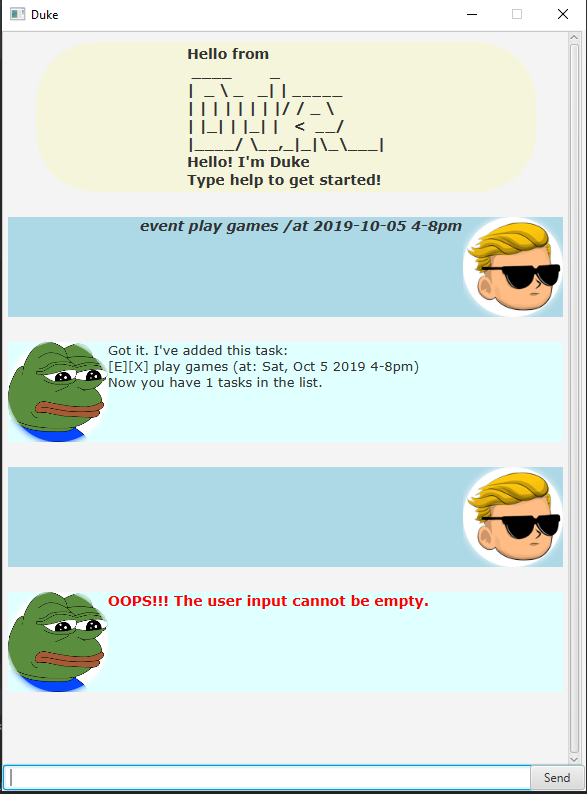 Duke
Hello from
 ____        _
|  _ \ _   _| | _____
| | | | | | | |/ / _ \
| |_| | |_| |   <  __/
|____/ \__,_|_|\_\___|
Hello! I'm Duke
Type help to get started!
event play games /at 2019-10-05 4-8pm
Got it. I've added this task:
[E][X] play games (at: Sat, Oct 5 2019 4-8pm)
Now you have 1 tasks in the list.
OOPS!!! The user input cannot be empty.
Send